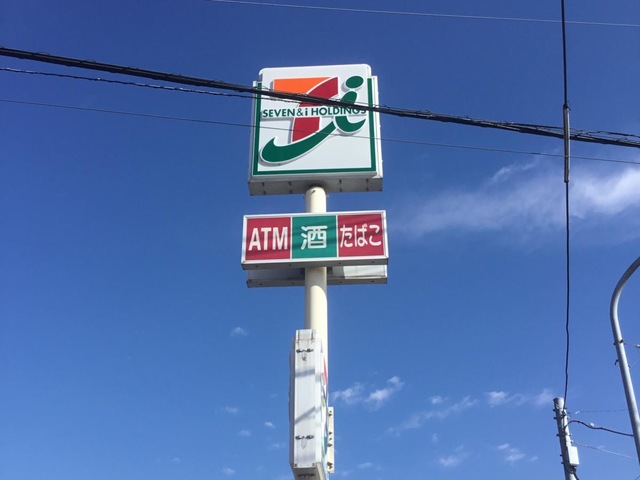 SEVEN & i HOLDINGS
ATM 酒 たばこ